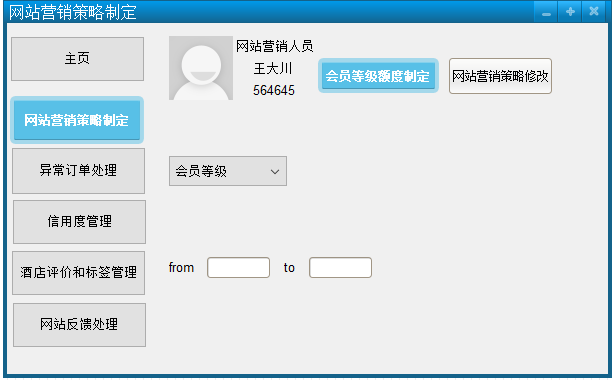 网站营销策略制定
主页
网站营销策略制定
异常订单处理
信用度管理
酒店评价和标签管理
网站反馈处理
网站营销人员
王大川
564645
会员等级额度制定
网站营销策略修改
会员等级
from
to